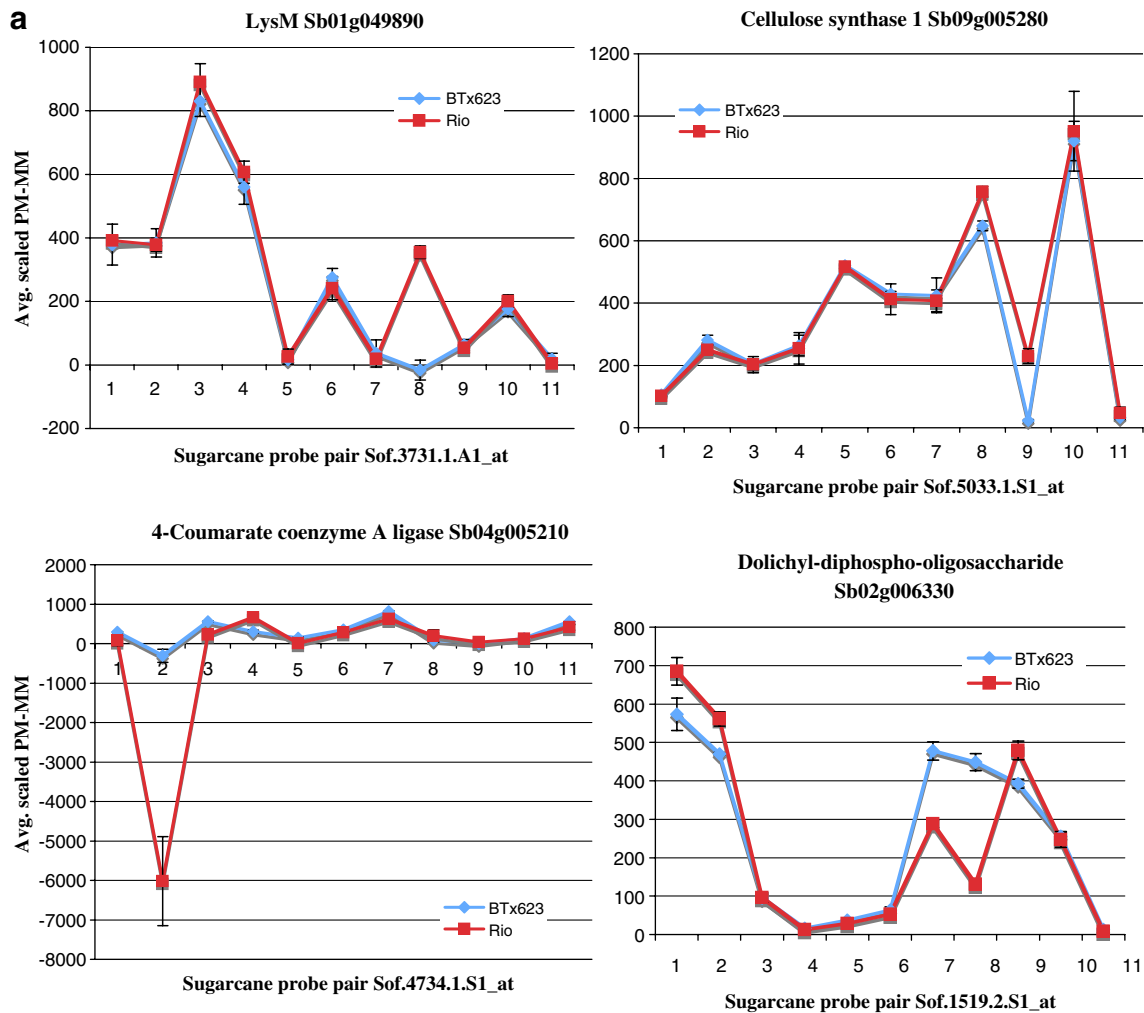 a
LysM Sb01g049890
Avg. scaled PM-MM
1000
800
600
400
200
0
-200
BTx623
Rio
1 2 3 4 5 6 7 8 9 10 11
Sugarcane probe pair Sof.3731.1.A1_at
Cellulose synthase 1 Sb09g005280
1200
1000
800
600
400
200
0
BTx623
Rio
1 2 3 4 5 6 7 8 9 10 11
Sugarcane probe pair Sof.5033.1.S1_at
4-Coumarate coenzyme A ligase Sb04g005210
Avg. scaled PM-MM
2000
1000
0
-1000
-2000
-3000
-4000
-5000
-6000
-7000
-8000
1 2 3 4 5 6 7 8 9 10 11
BTx623
Rio
Sugarcane probe pair Sof.4734.1.S1_at
Dolichyl-diphospho-oligosaccharide
Sb02g006330
800
700
600
500
400
300
200
100
0
BTx623
Rio
1 2 3 4 5 6 7 8 9 10 11
Sugarcane probe pair Sof.1519.2.S1_at